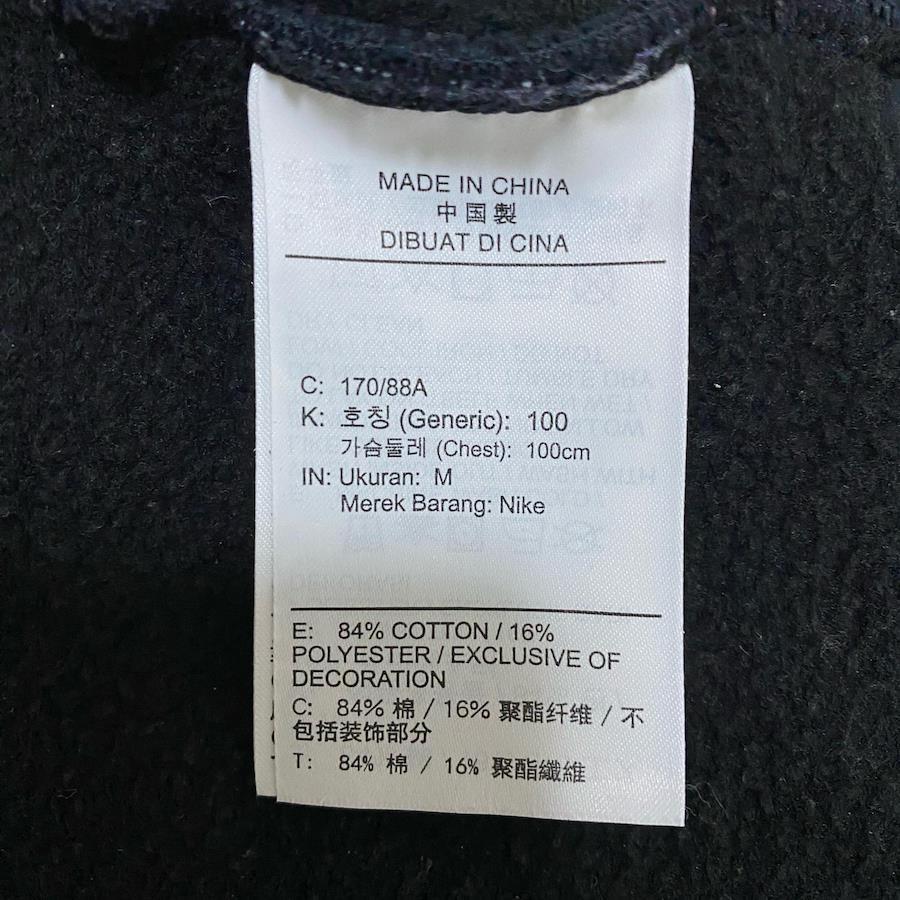 MADE IN CHINA
中国製
DIBUAT DI CINA
C: 170/88A
K: 호칭 (Generic): 100
가슴둘레 (Chest): 100cm
IN: Ukuran: M
Merek Barang: Nike
E: 84% COTTON / 16%
POLYESTER / EXCLUSIVE OF
DECORATION
C: 84% 棉 / 16% 聚酯纤维 / 不
包括装饰部分
T: 84% 棉 / 16% 聚酯纖維